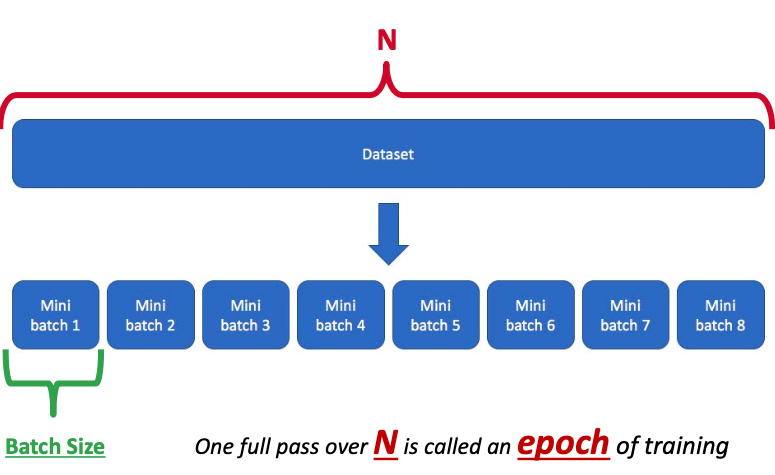 N
Dataset
Mini
batch 1
Mini
batch 2
Mini
batch 3
Mini
batch 4
Mini
batch 5
Mini
batch 6
Mini
batch 7
Mini
batch 8
Batch Size
One full pass over N is called an epoch of training